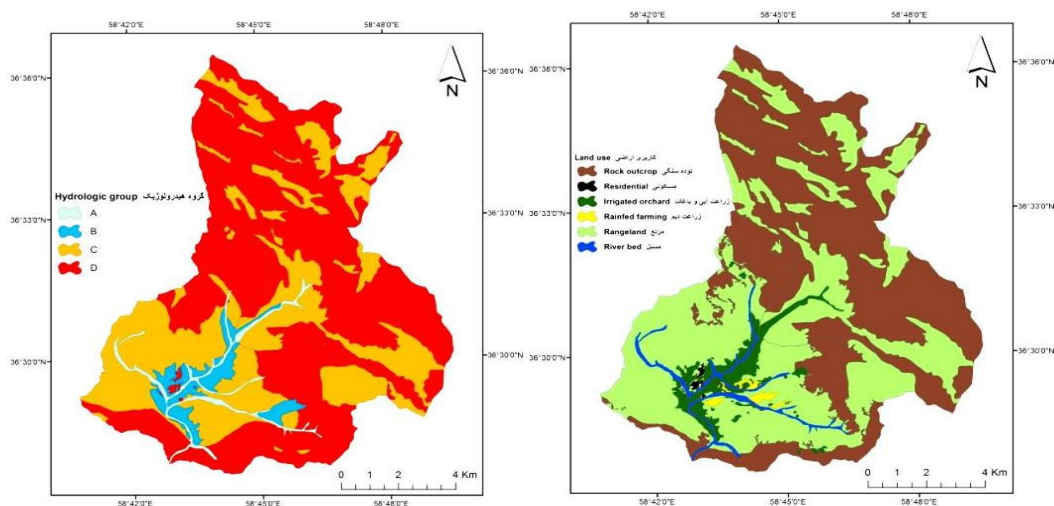 58°42'0"E 58°45'0"E 58°48'0"E
36°36'0"N 36°36'0"N
N
Hydrologic group گروه هیدرولوژیک
A
B
C
D
36°33'0"N 36°33'0"N
36°30'0"N 36°30'0"N
0 1 2 4 Km
58°42'0"E 58°45'0"E 58°48'0"E
58°42'0"E 58°45'0"E 58°48'0"E
36°36'0"N 36°36'0"N
N
Land use کاربری اراضی
Rock outcrop توده سنگی
Residential مسکونی
Irrigated orchard زراعت آبی و باغات
Rainfed farming زراعت دیم
Rangeland مرتع
River bed مسیل
36°33'0"N 36°33'0"N
36°30'0"N 36°30'0"N
0 1 2 4 Km
58°42'0"E 58°45'0"E 58°48'0"E